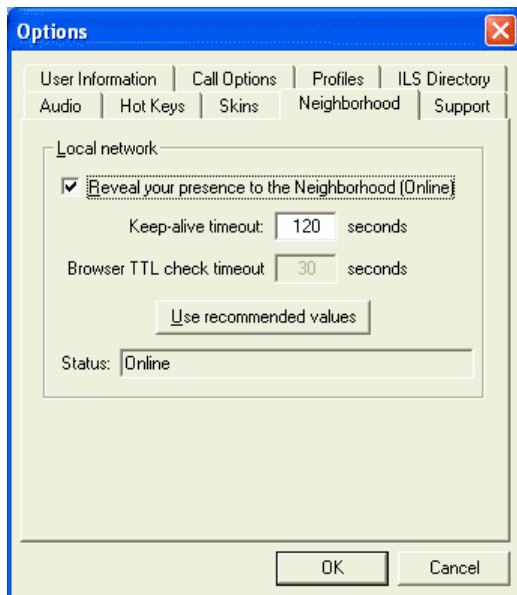 Options
User Information Call Options Profiles ILS Directory
Audio Hot Keys Skins Neighborhood Support
Local network
Reveal your presence to the Neighborhood (Online)
Keep-alive timeout: 120 seconds
Browser TTL check timeout 30 seconds
Use recommended values
Status: Online
OK Cancel